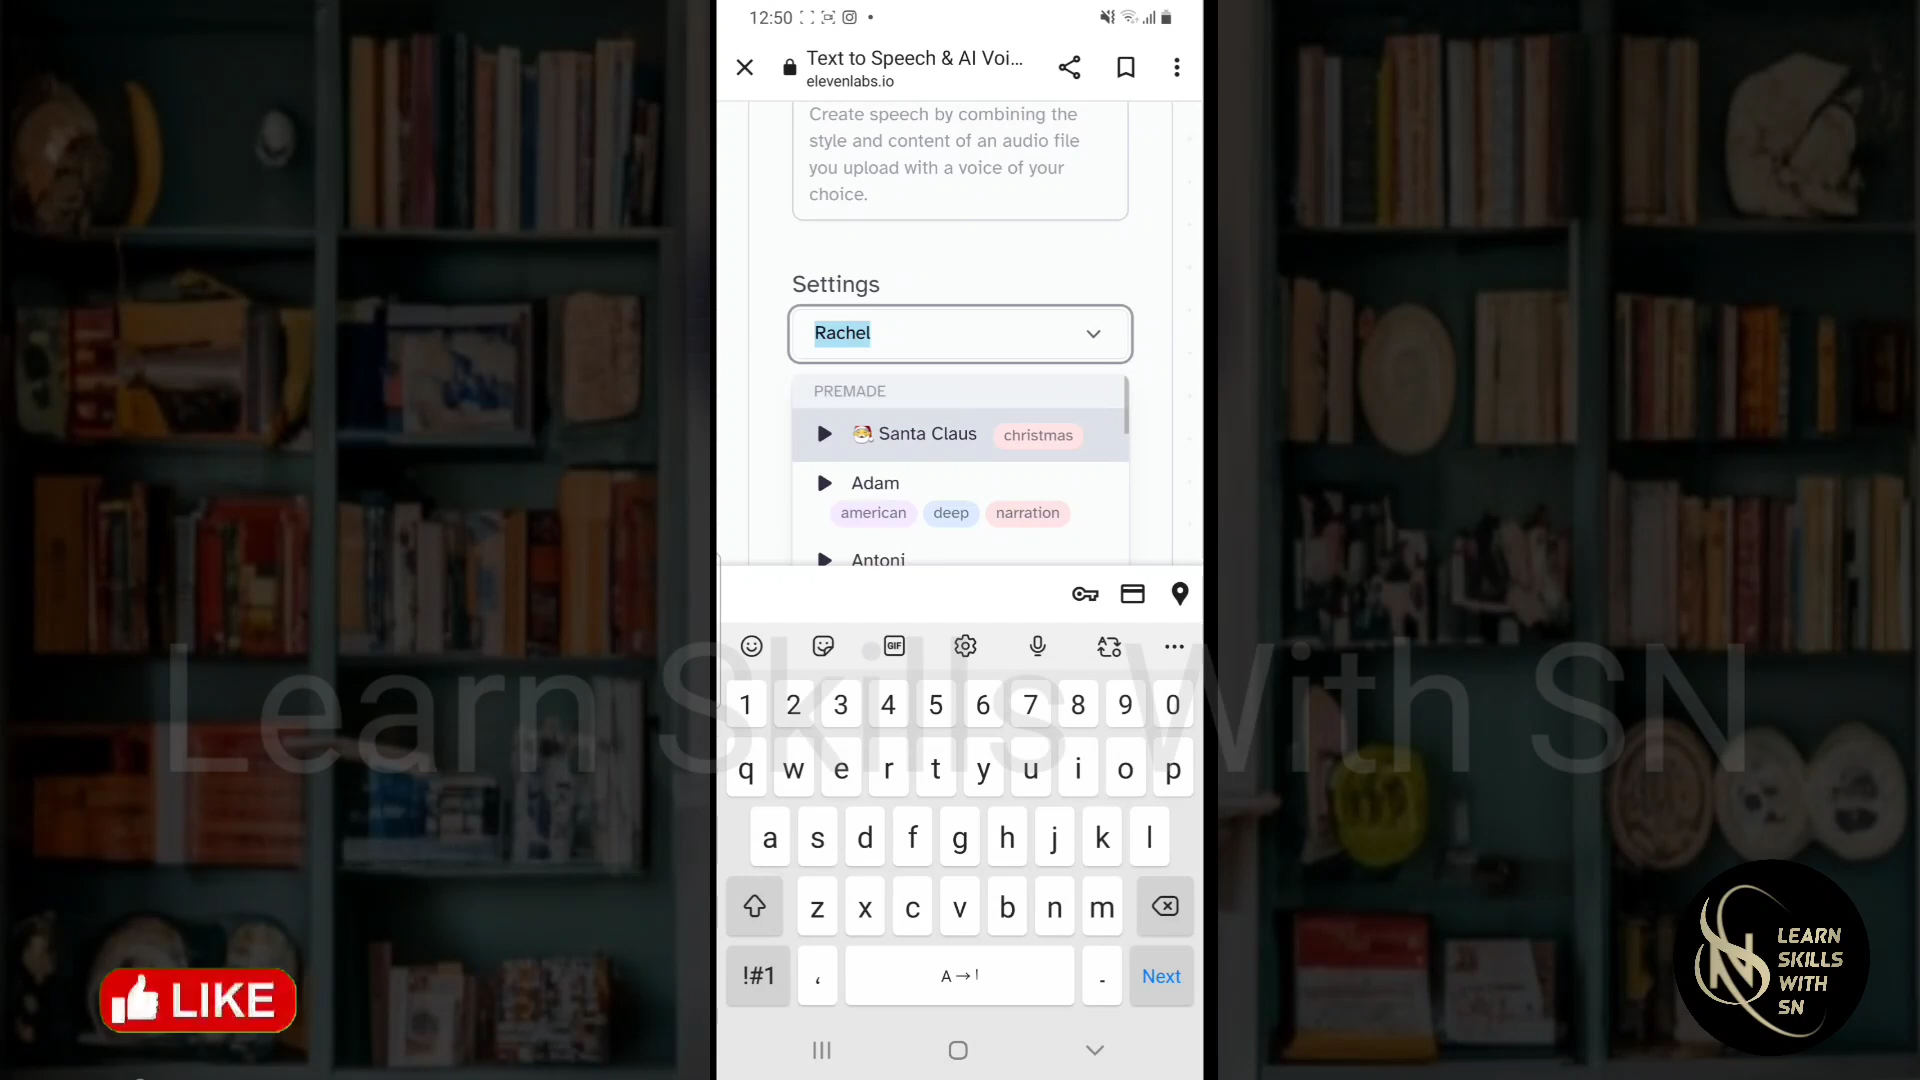 12:50
Text to Speech & AI Voi...
elevenlabs.io
Create speech by combining the
style and content of an audio file
you upload with a voice of your
choice.
Settings
Rachel
PREMADE
Santa Claus christmas
Adam
american deep narration
Antoni
GIF
1 2 3 4 5 6 7 8 9 0
q w e r t y u i o p
a s d f g h j k l
z x c v b n m
!#1 ، A→ا - Next
Learn Skills With SN
LIKE
LEARN
SKILLS
WITH
SN